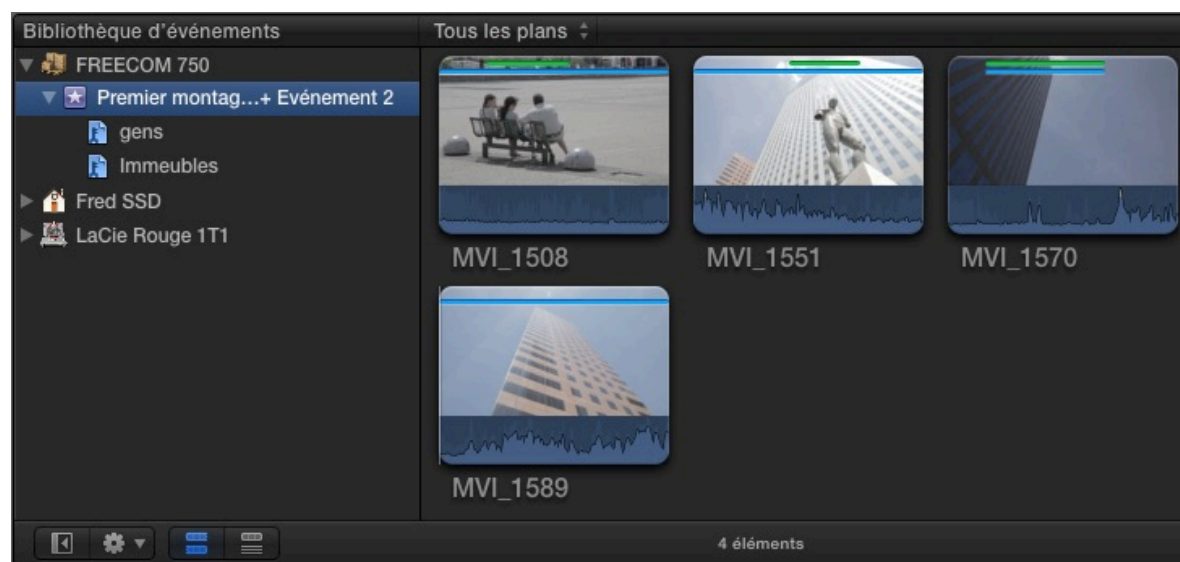 Bibliothèque d'événements
Tous les plans
FREECOM 750
Premier montag...+ Evénement 2
gens
Immeubles
Fred SSD
LaCie Rouge 1T1
MVI_1508
MVI_1551
MVI_1570
MVI_1589
4 éléments